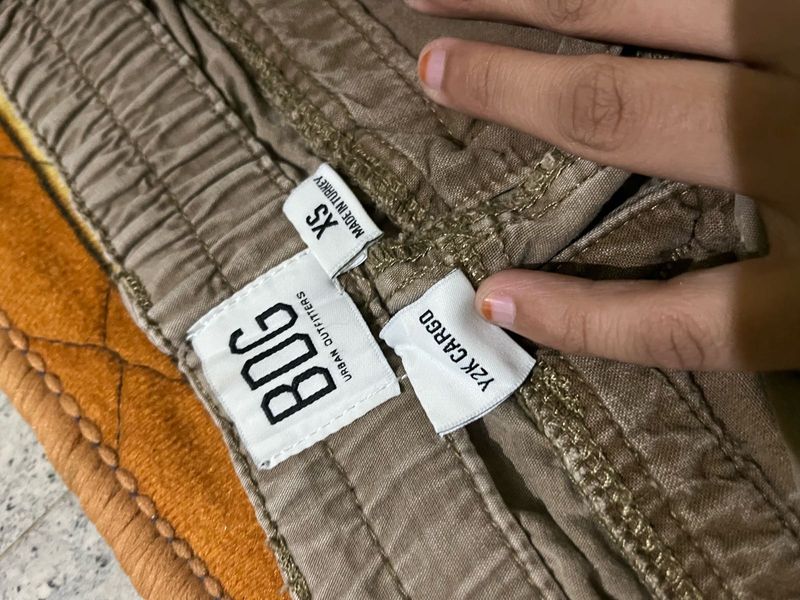 XS
MADE IN TURKEY
BDG
URBAN OUTFITTERS
Y2K CARGO